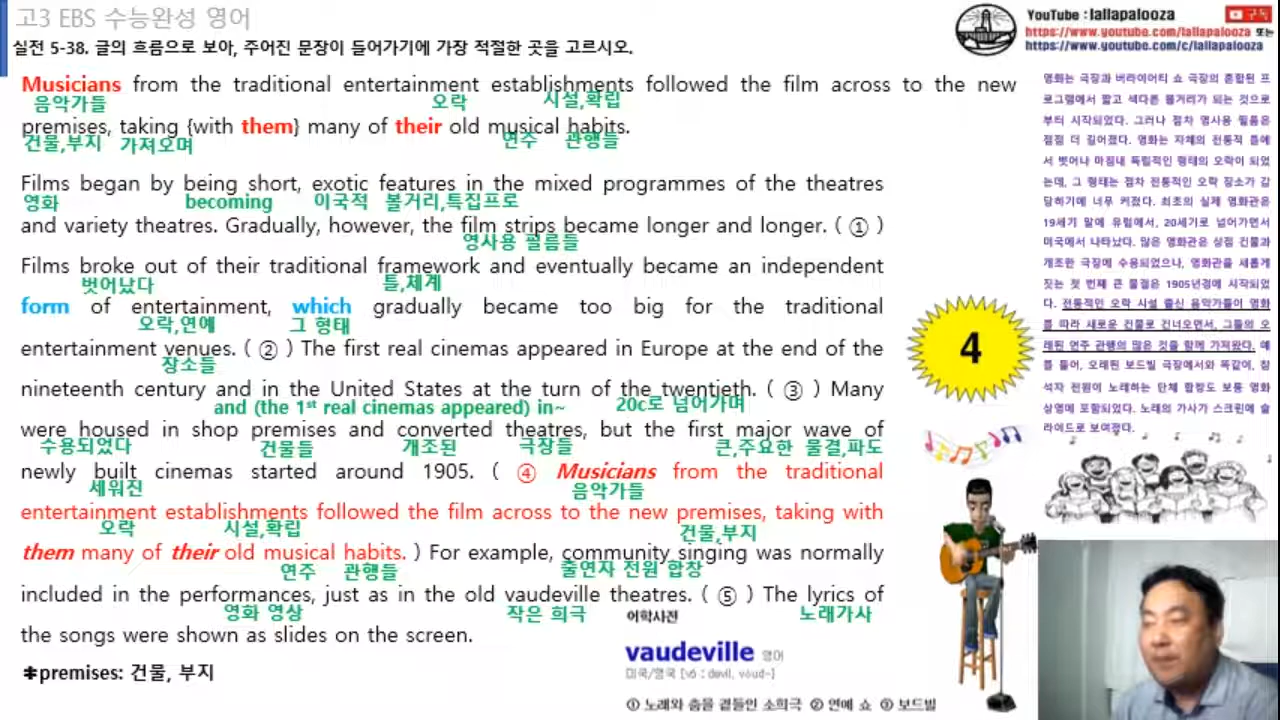 고3 EBS 수능완성 영어
실전 5-38. 글의 흐름으로 보아, 주어진 문장이 들어가기에 가장 적절한 곳을 고르시오.
YouTube : lallapalooza
구독
https://www.youtube.com/lallapalooza 또는
https://www.youtube.com/c/lallapalooza
Musicians from the traditional entertainment establishments followed the film across to the new
음악가들 오락 시설,확립
premises, taking {with them} many of their old musical habits.
건물,부지 가져오며 연주 관행들
Films began by being short, exotic features in the mixed programmes of the theatres
영화 becoming 이국적 볼거리,특집프로
and variety theatres. Gradually, however, the film strips became longer and longer. ( ① )
영사용 필름들
Films broke out of their traditional framework and eventually became an independent
벗어났다 틀,체계
form of entertainment, which gradually became too big for the traditional
오락,연예 그 형태
entertainment venues. ( ② ) The first real cinemas appeared in Europe at the end of the
장소들
nineteenth century and in the United States at the turn of the twentieth. ( ③ ) Many
and (the 1st real cinemas appeared) in~ 20c로 넘어가며
were housed in shop premises and converted theatres, but the first major wave of
수용되었다 건물들 개조된 극장들 큰,주요한 물결,파도
newly built cinemas started around 1905. ( ④ Musicians from the traditional
세워진 음악가들
entertainment establishments followed the film across to the new premises, taking with
오락 시설,확립 건물,부지
them many of their old musical habits. ) For example, community singing was normally
연주 관행들 출연자 전원 합창
included in the performances, just as in the old vaudeville theatres. ( ⑤ ) The lyrics of
영화 영상 작은 희극 노래가사
the songs were shown as slides on the screen.
✽premises: 건물, 부지
어학사전
vaudeville 영어
미국/영국 [vóːdəvil, vóud-]
① 노래와 춤을 곁들인 소희극 ② 연예 쇼 ③ 보드빌
4
영화는 극장과 버라이어티 쇼 극장의 혼합된 프
로그램에서 짧고 색다른 볼거리가 되는 것으로
부터 시작되었다. 그러나 점차 영사용 필름은
점점 더 길어졌다. 영화는 자체의 전통적 틀에
서 벗어나 마침내 독립적인 형태의 오락이 되었
는데, 그 형태는 점차 전통적인 오락 장소가 감
당하기에 너무 커졌다. 최초의 실제 영화관은
19세기 말에 유럽에서, 20세기로 넘어가면서
미국에서 나타났다. 많은 영화관은 상점 건물과
개조한 극장에 수용되었으나, 영화관을 새롭게
짓는 첫 번째 큰 물결은 1905년경에 시작되었
다. 전통적인 오락 시설 출신 음악가들이 영화
를 따라 새로운 건물로 건너오면서, 그들의 오
래된 연주 관행의 많은 것을 함께 가져왔다. 예
를 들어, 오래된 보드빌 극장에서와 똑같이, 참
석자 전원이 노래하는 단체 합창도 보통 영화
상영에 포함되었다. 노래의 가사가 스크린에 슬
라이드로 보여졌다.